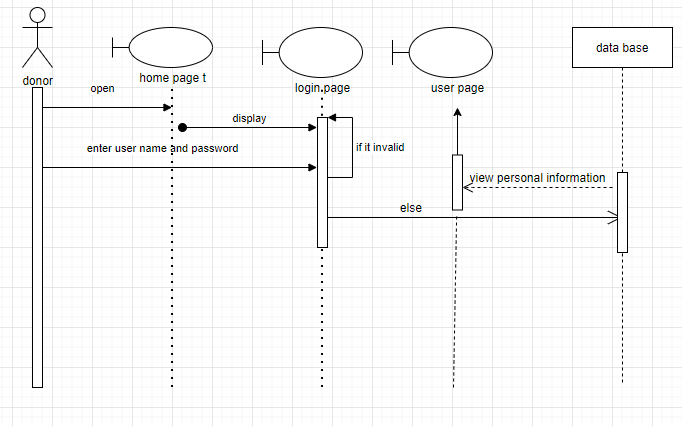 donor
home page t
login page
user page
data base
open
display
enter user name and password
if it invalid
view personal information
else